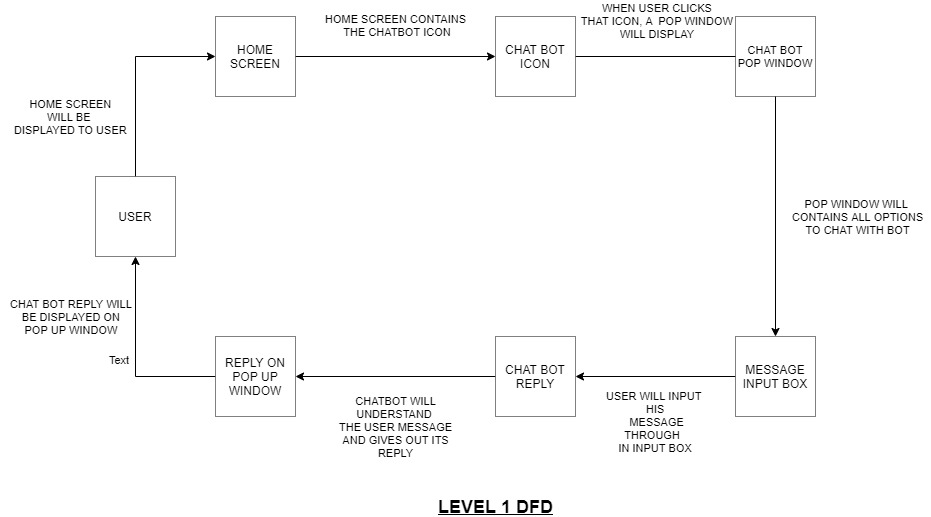 HOME SCREEN CONTAINS
THE CHATBOT ICON
WHEN USER CLICKS
THAT ICON, A  POP WINDOW
WILL DISPLAY
HOME
SCREEN
CHAT BOT
ICON
CHAT BOT
POP WINDOW
HOME SCREEN
WILL BE
DISPLAYED TO USER
USER
POP WINDOW WILL
CONTAINS ALL OPTIONS
TO CHAT WITH BOT
CHAT BOT REPLY WILL
BE DISPLAYED ON
POP UP WINDOW
Text
REPLY ON
POP UP
WINDOW
CHAT BOT
REPLY
MESSAGE
INPUT BOX
CHATBOT WILL
UNDERSTAND
THE USER MESSAGE
AND GIVES OUT ITS
REPLY
USER WILL INPUT
HIS
MESSAGE
THROUGH
IN INPUT BOX
LEVEL 1 DFD